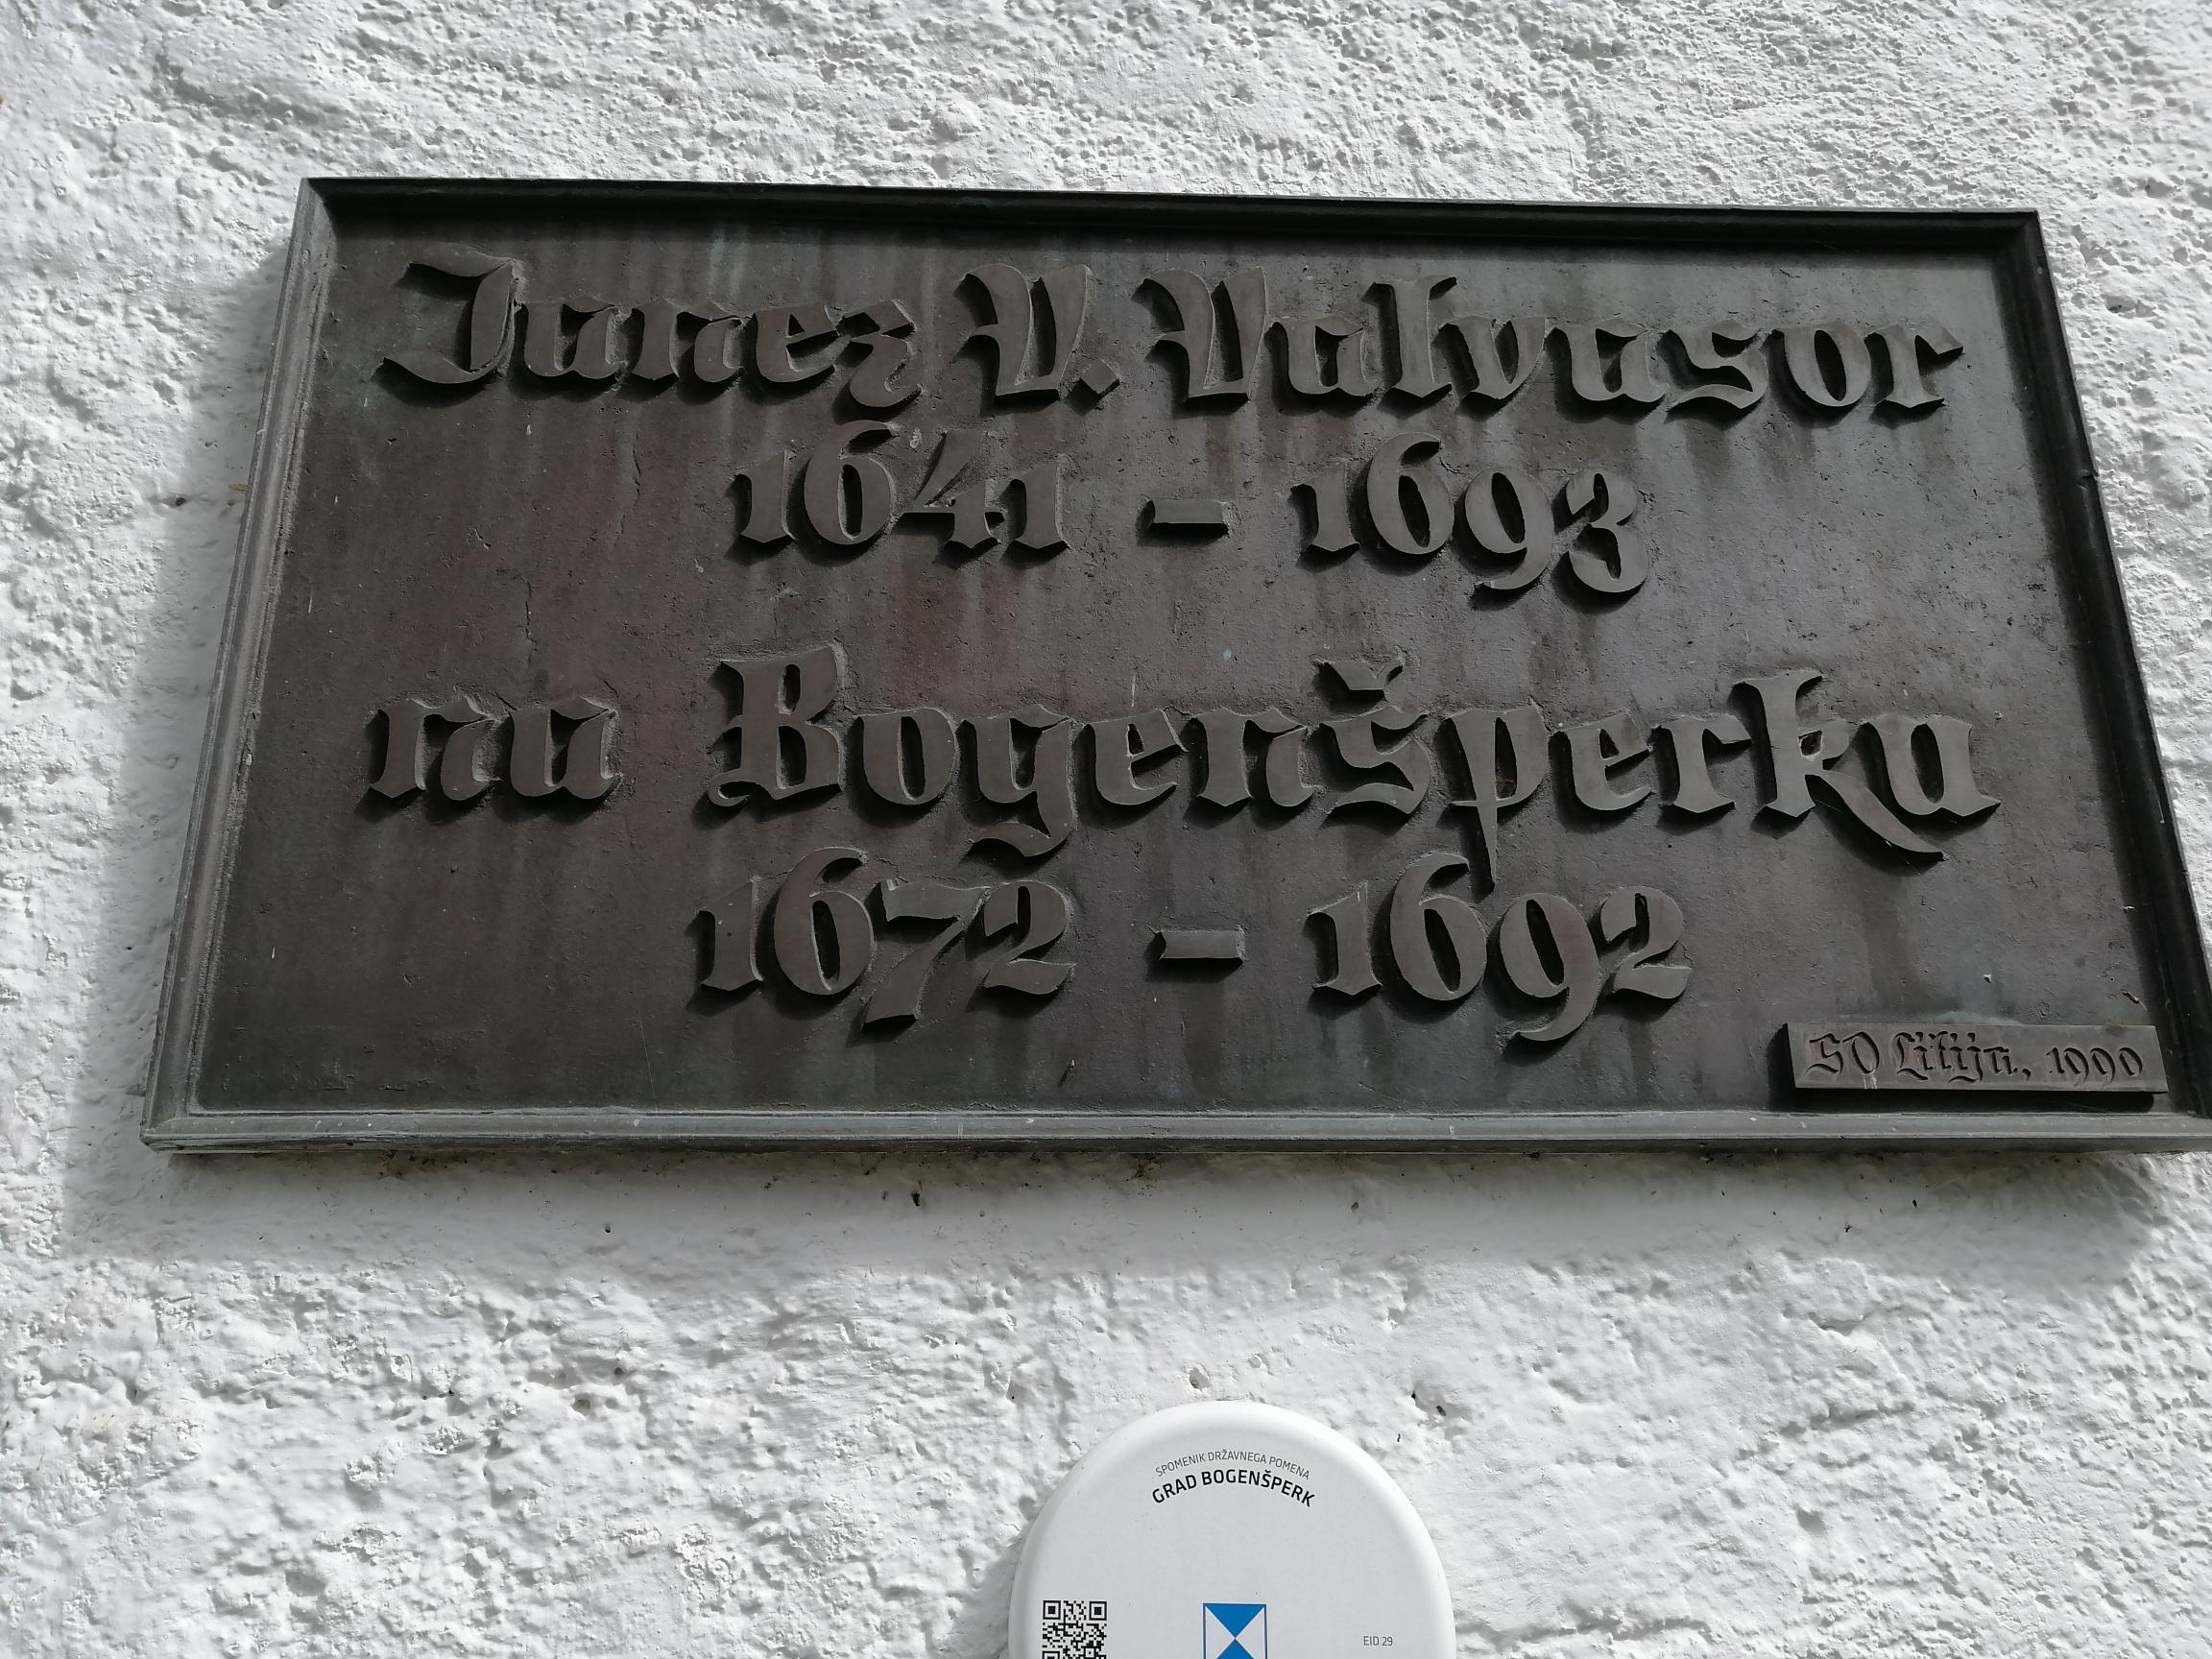 Janez V. Valvasor
1641 - 1693
na Bogenšperku
1672 - 1692
SO Litija, 1990
SPOMENIK DRŽAVNEGA POMENA
GRAD BOGENŠPERK
EID 29